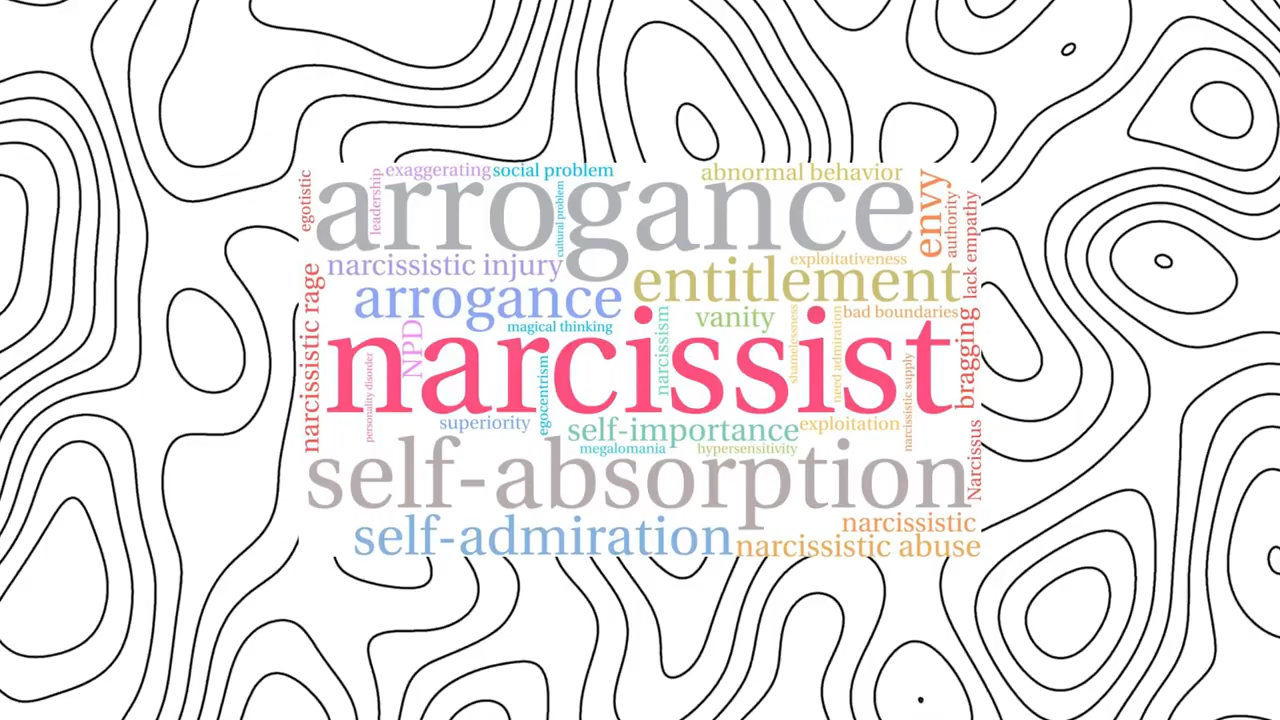 exaggerating
social problem
abnormal behavior
egotistic
leadership
arrogance
cultural problem
envy
authority
lack empathy
narcissistic injury
exploitativeness
entitlement
arrogance
magical thinking
vanity
bad boundaries
narcissistic rage
NPD
narcissism
shamelessness
need admiration
bragging
narcissist
personality disorder
egocentrism
narcissistic supply
superiority
self-importance
exploitation
megalomania
hypersensitivity
Narcissus
self-absorption
narcissistic
self-admiration
narcissistic abuse